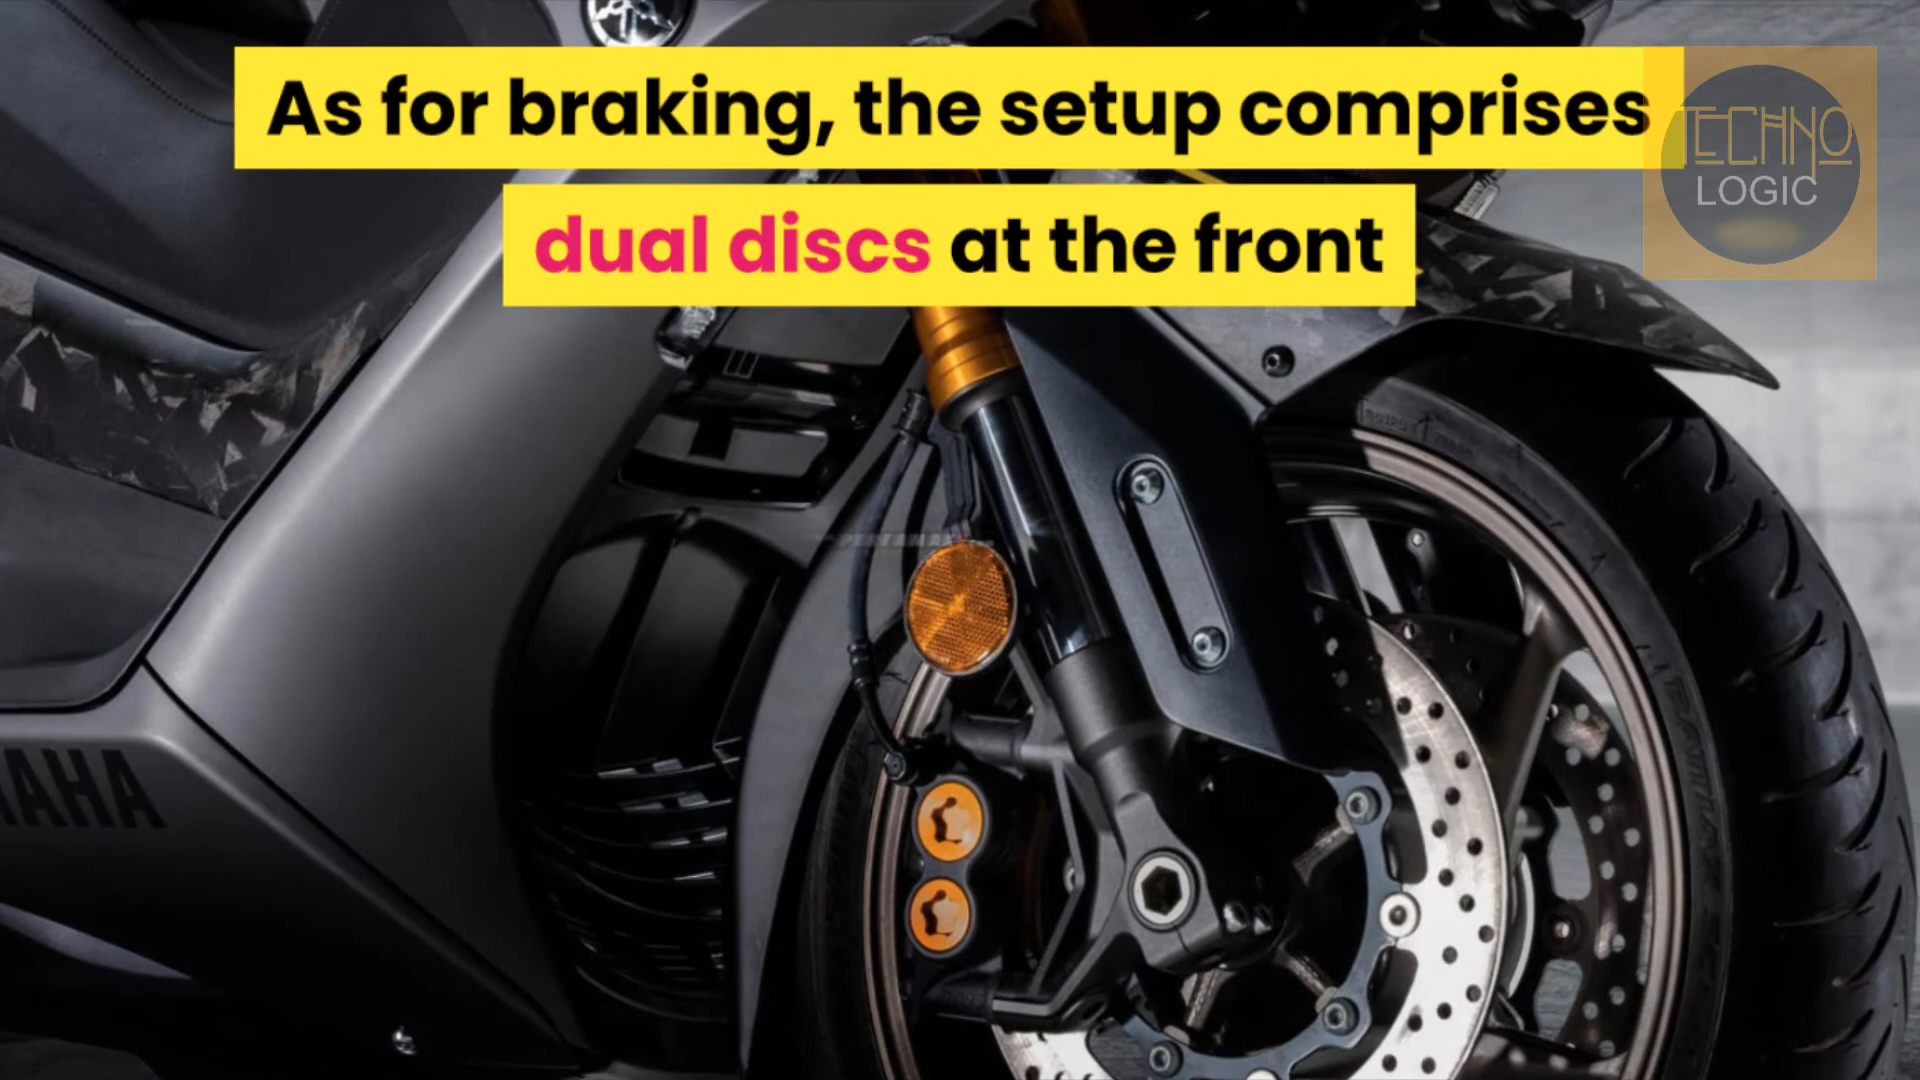 As for braking, the setup comprises
dual discs at the front
TECHNO
LOGIC
AHA